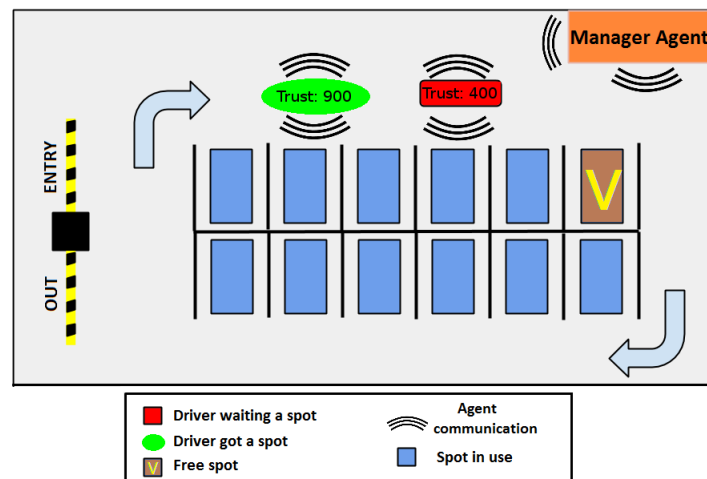 Manager Agent
Trust: 900
Trust: 400
ENTRY
V
OUT
Driver waiting a spot
Driver got a spot
V Free spot
Agent
communication
Spot in use